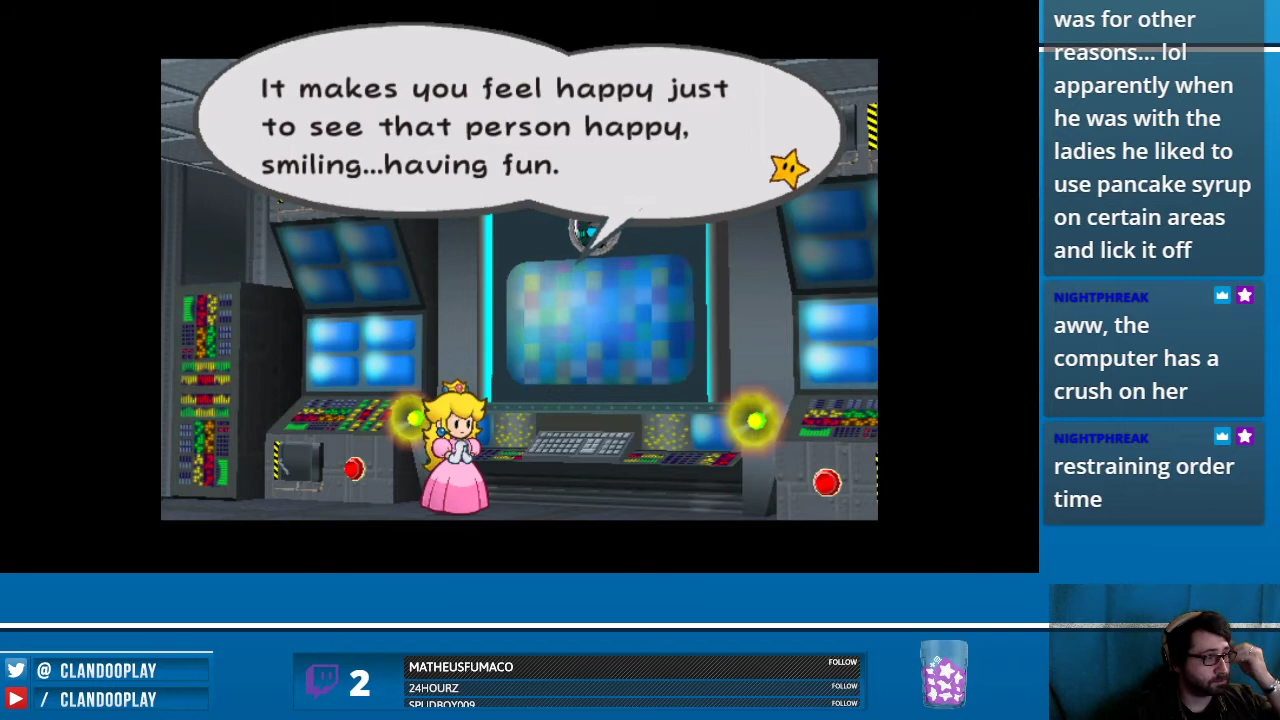 It makes you feel happy just
to see that person happy,
smiling...having fun.
was for other
reasons... lol
apparently when
he was with the
ladies he liked to
use pancake syrup
on certain areas
and lick it off
NIGHTPHREAK
aww, the
computer has a
crush on her
NIGHTPHREAK
restraining order
time
@ CLANDOOPLAY
/ CLANDOOPLAY
2
MATHEUSFUMACO FOLLOW
24HOURZ FOLLOW
SPLIDBOY009 FOLLOW